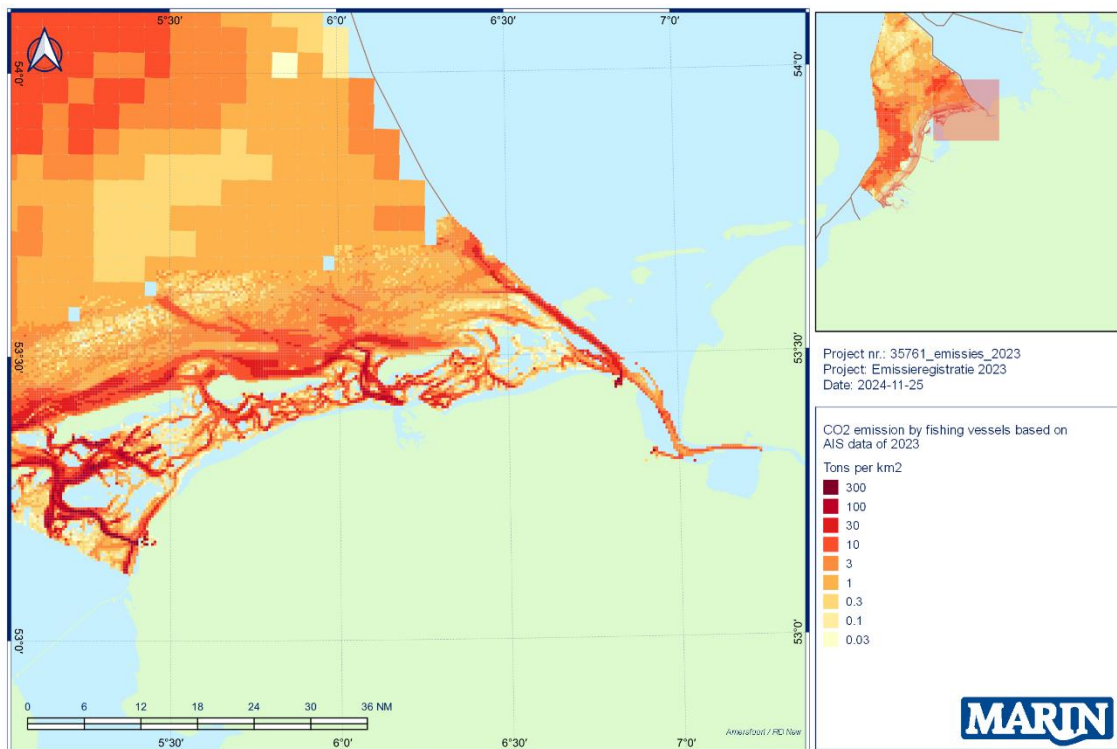 5°30' 6°0' 6°30' 7°0'
54°0' 54°0'
53°30' 53°30'
53°0' 53°0'
0 6 12 18 24 30 36 NM
Amersfoort / RD New
5°30' 6°0' 6°30' 7°0'
Project nr.: 35761_emissies_2023
Project: Emissieregistratie 2023
Date: 2024-11-25
CO2 emission by fishing vessels based on
AIS data of 2023
Tons per km2
300
100
30
10
3
1
0.3
0.1
0.03
MARIN